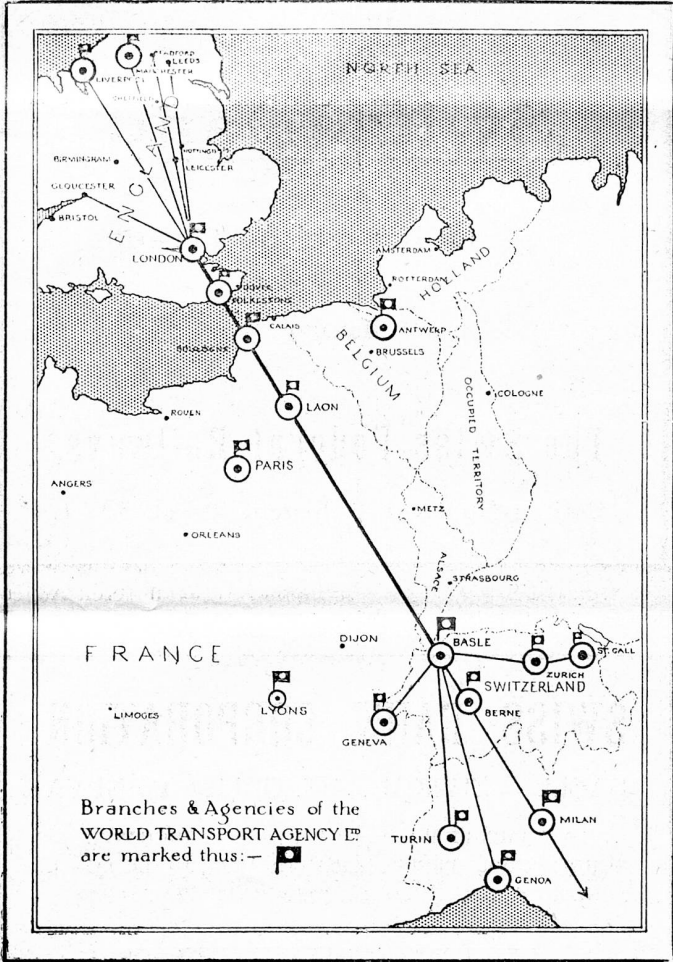 NORTH SEA
BRADFORD
LEEDS
LIVERPOOL
MANCHESTER
SHEFFIELD
ENGLAND
NOTTINGHAM
BIRMINGHAM
LEICESTER
GLOUCESTER
BRISTOL
LONDON
AMSTERDAM
HOLLAND
ROTTERDAM
DOVER
FOLKESTONE
CALAIS
ANTWERP
BOULOGNE
BELGIUM
BRUSSELS
OCCUPIED TERRITORY
COLOGNE
ROUEN
LAON
PARIS
ANGERS
METZ
ORLEANS
ALSACE
STRASBOURG
DIJON
BASLE
FRANCE
ZURICH
ST. GALL
SWITZERLAND
LYONS
BERNE
LIMOGES
GENEVA
Branches & Agencies of the
WORLD TRANSPORT AGENCY LTD
are marked thus:—
TURIN
MILAN
GENOA